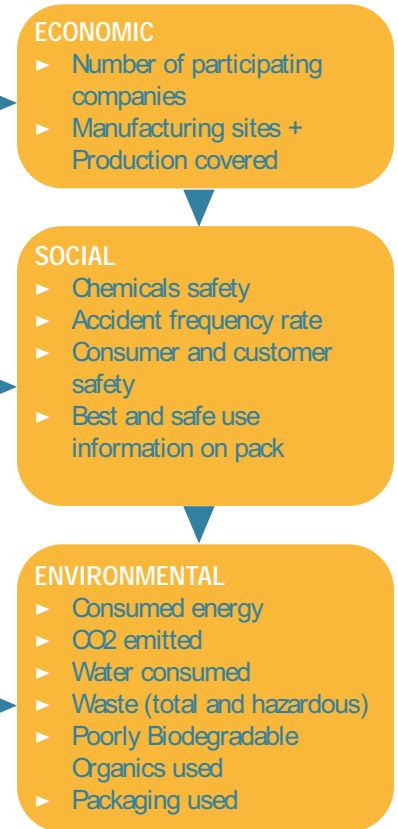 ECONOMIC
► Number of participating
companies
► Manufacturing sites +
Production covered
SOCIAL
► Chemicals safety
► Accident frequency rate
► Consumer and customer
safety
► Best and safe use
information on pack
ENVIRONMENTAL
► Consumed energy
► CO2 emitted
► Water consumed
► Waste (total and hazardous)
► Poorly Biodegradable
Organics used
► Packaging used